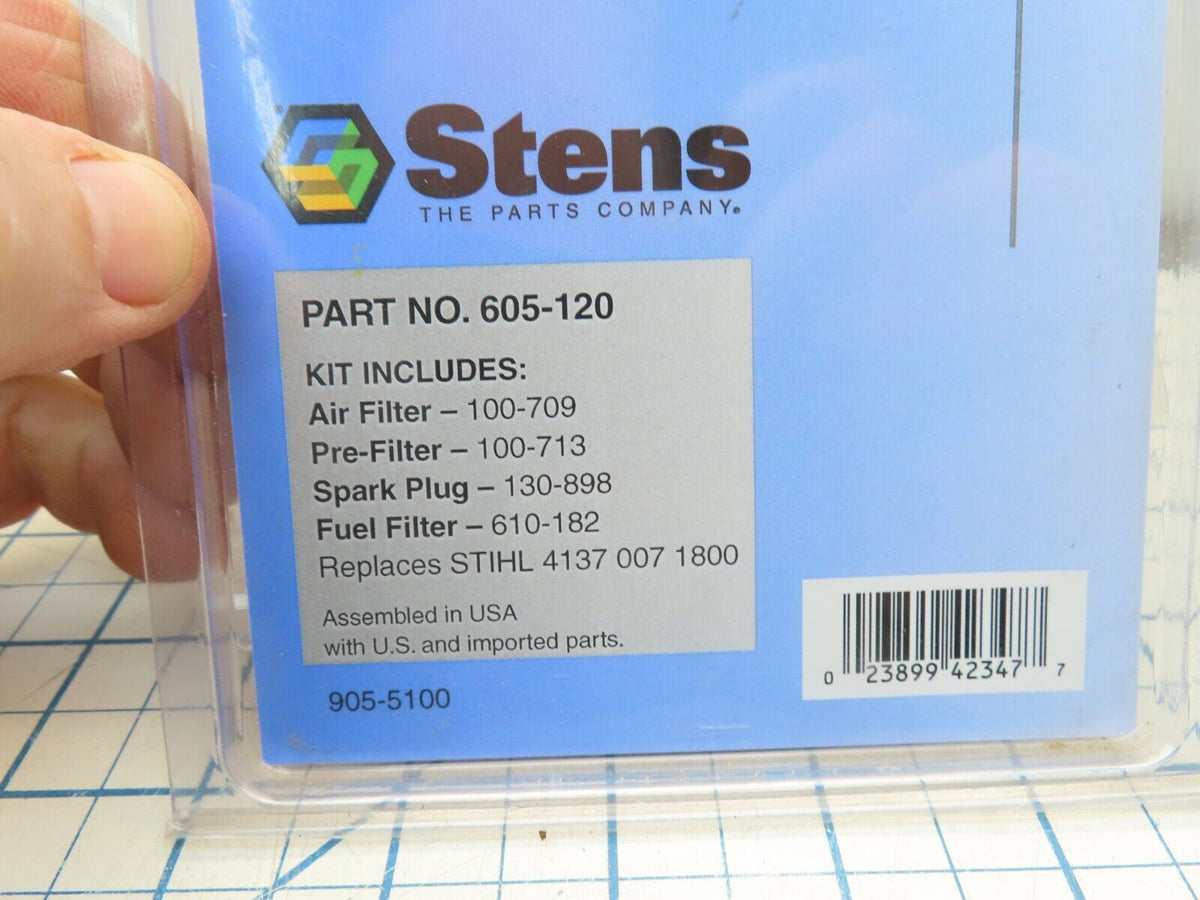 Stens
THE PARTS COMPANY®
PART NO. 605-120
KIT INCLUDES:
Air Filter – 100-709
Pre-Filter – 100-713
Spark Plug – 130-898
Fuel Filter – 610-182
Replaces STIHL 4137 007 1800
Assembled in USA
with U.S. and imported parts.
905-5100
0 23899 42347 7